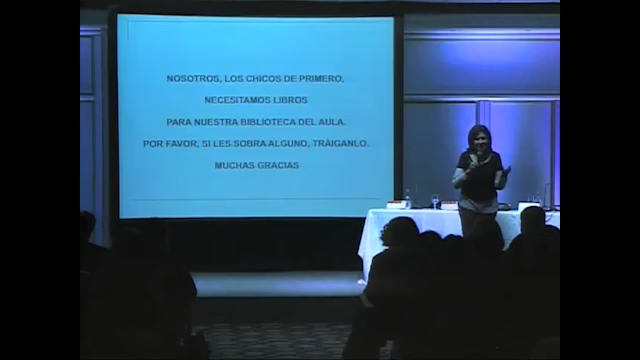 NOSOTROS, LOS CHICOS DE PRIMERO,
NECESITAMOS LIBROS
PARA NUESTRA BIBLIOTECA DEL AULA.
POR FAVOR, SI LES SOBRA ALGUNO, TRÁIGANLO.
MUCHAS GRACIAS